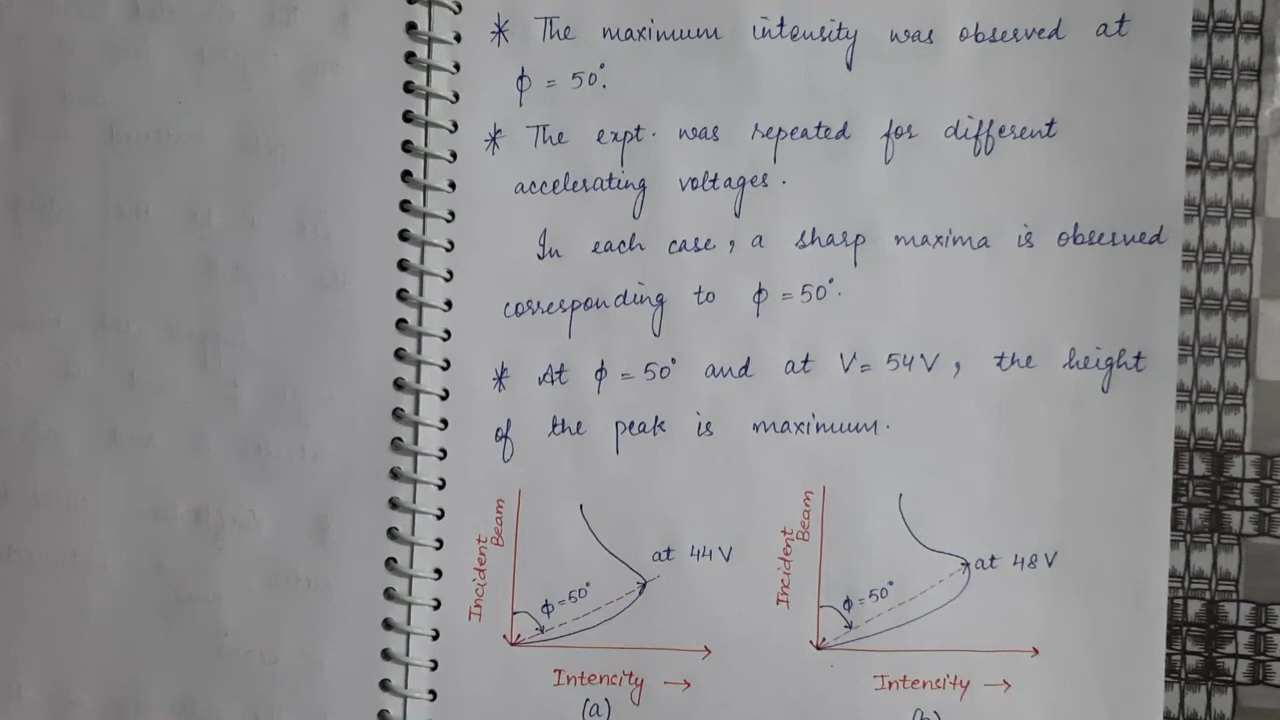 * The maximum intensity was observed at
ϕ = 50°.
* The expt. was repeated for different
accelerating voltages.
In each case, a sharp maxima is observed
corresponding to ϕ = 50°.
* At ϕ = 50° and at V = 54V, the height
of the peak is maximum.
Incident
Beam
at 44V
ϕ = 50°
Intensity →
(a)
Incident
Beam
at 48V
ϕ = 50°
Intensity →
(b)